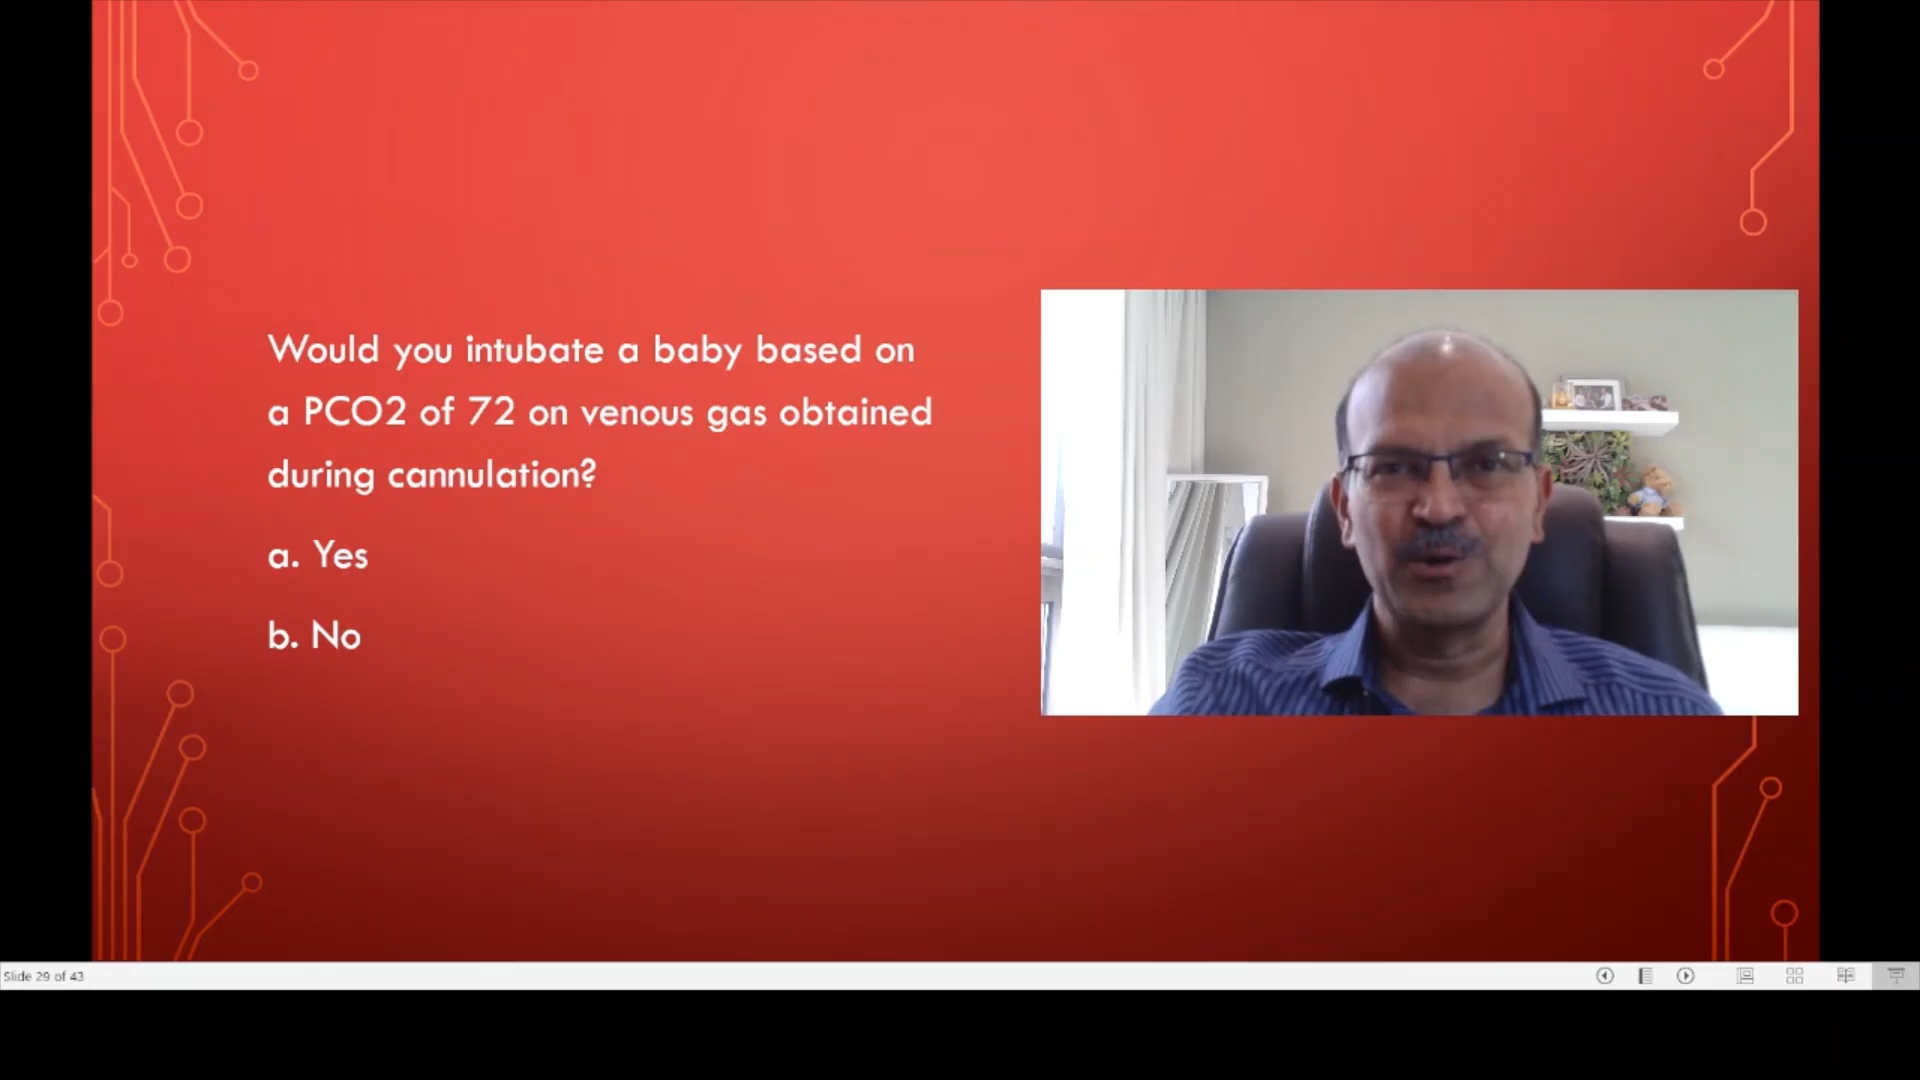 Would you intubate a baby based on
a PCO2 of 72 on venous gas obtained
during cannulation?
a. Yes
b. No
Slide 29 of 43